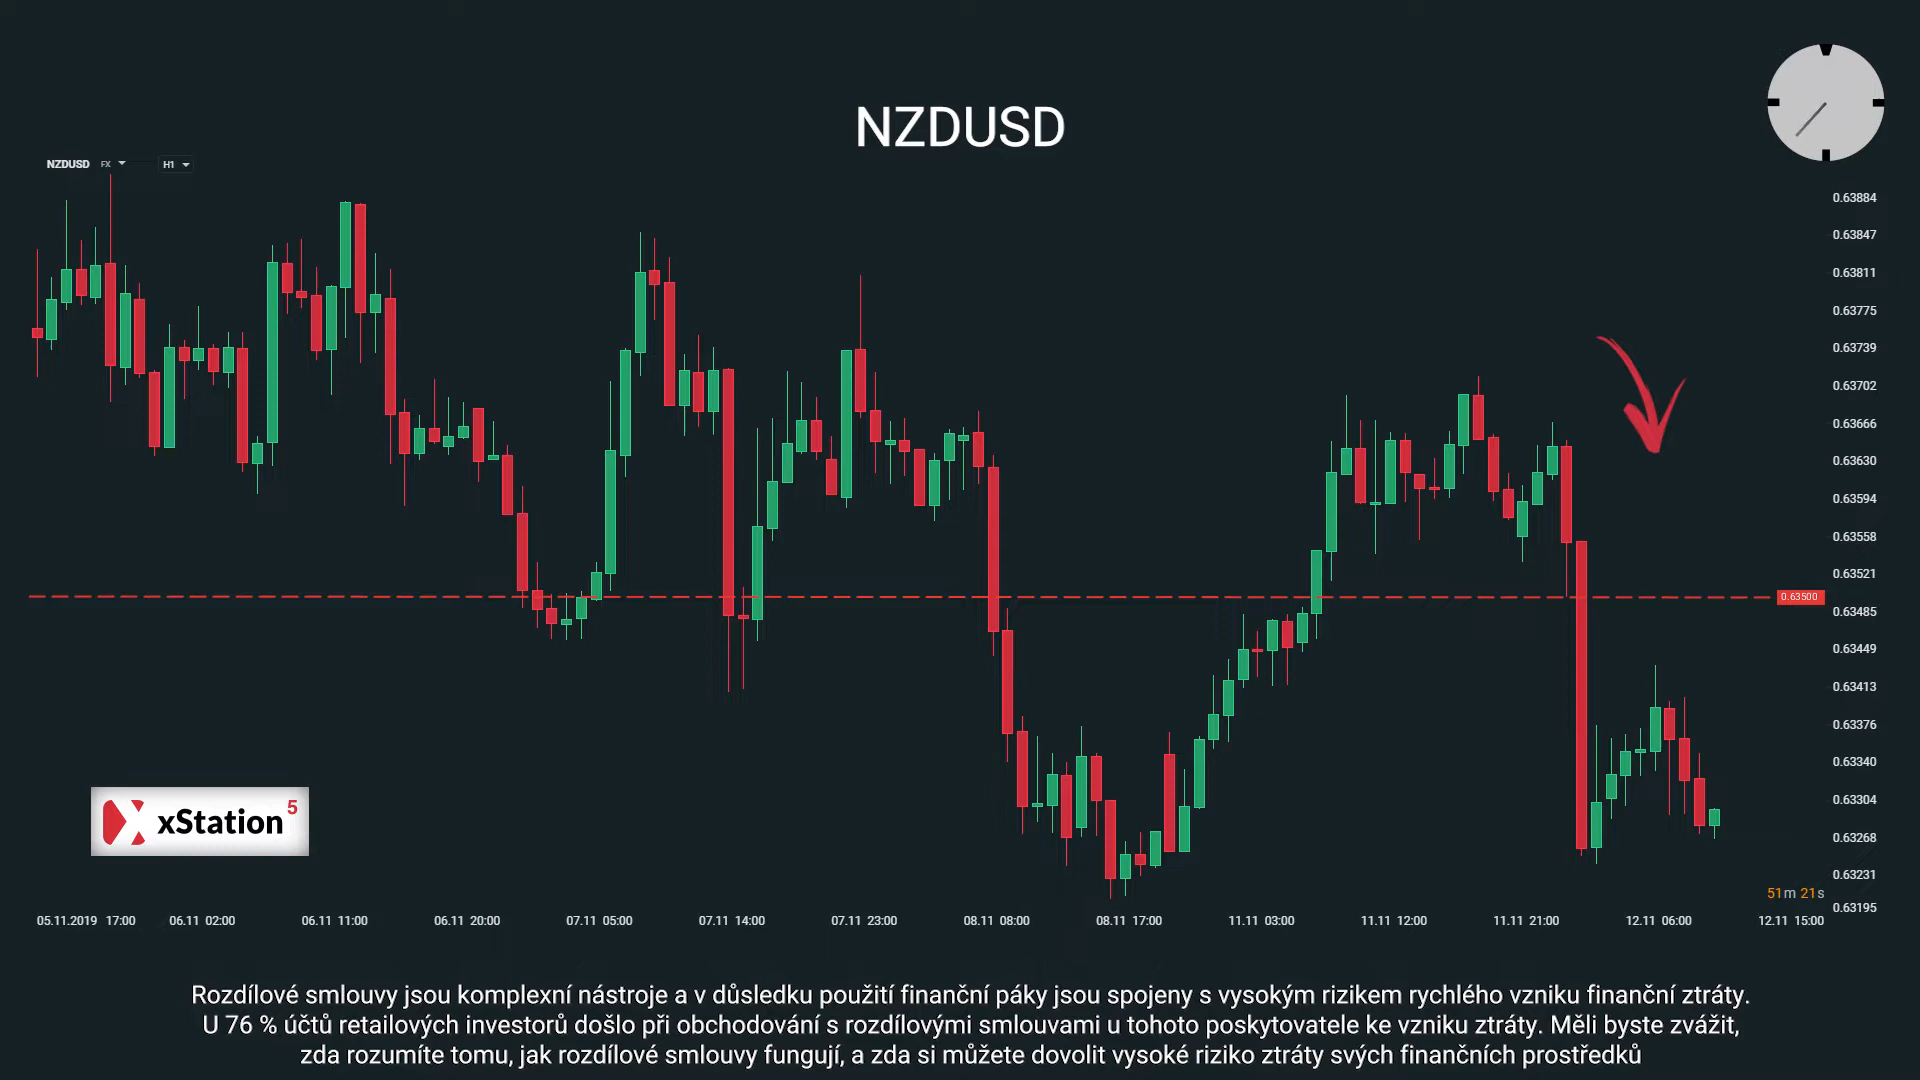 NZDUSD
NZDUSD FX H1
0.63884
0.63847
0.63811
0.63775
0.63739
0.63702
0.63666
0.63630
0.63594
0.63558
0.63521
0.63500
0.63485
0.63449
0.63413
0.63376
0.63340
0.63304
0.63268
0.63231
0.63195
xStation 5
51m 21s
05.11.2019 17:00 06.11 02:00 06.11 11:00 06.11 20:00 07.11 05:00 07.11 14:00 07.11 23:00 08.11 08:00 08.11 17:00 11.11 03:00 11.11 12:00 11.11 21:00 12.11 06:00 12.11 15:00
Rozdílové smlouvy jsou komplexní nástroje a v důsledku použití finanční páky jsou spojeny s vysokým rizikem rychlého vzniku finanční ztráty.
U 76 % účtů retailových investorů došlo při obchodování s rozdílovými smlouvami u tohoto poskytovatele ke vzniku ztráty. Měli byste zvážit,
zda rozumíte tomu, jak rozdílové smlouvy fungují, a zda si můžete dovolit vysoké riziko ztráty svých finančních prostředků